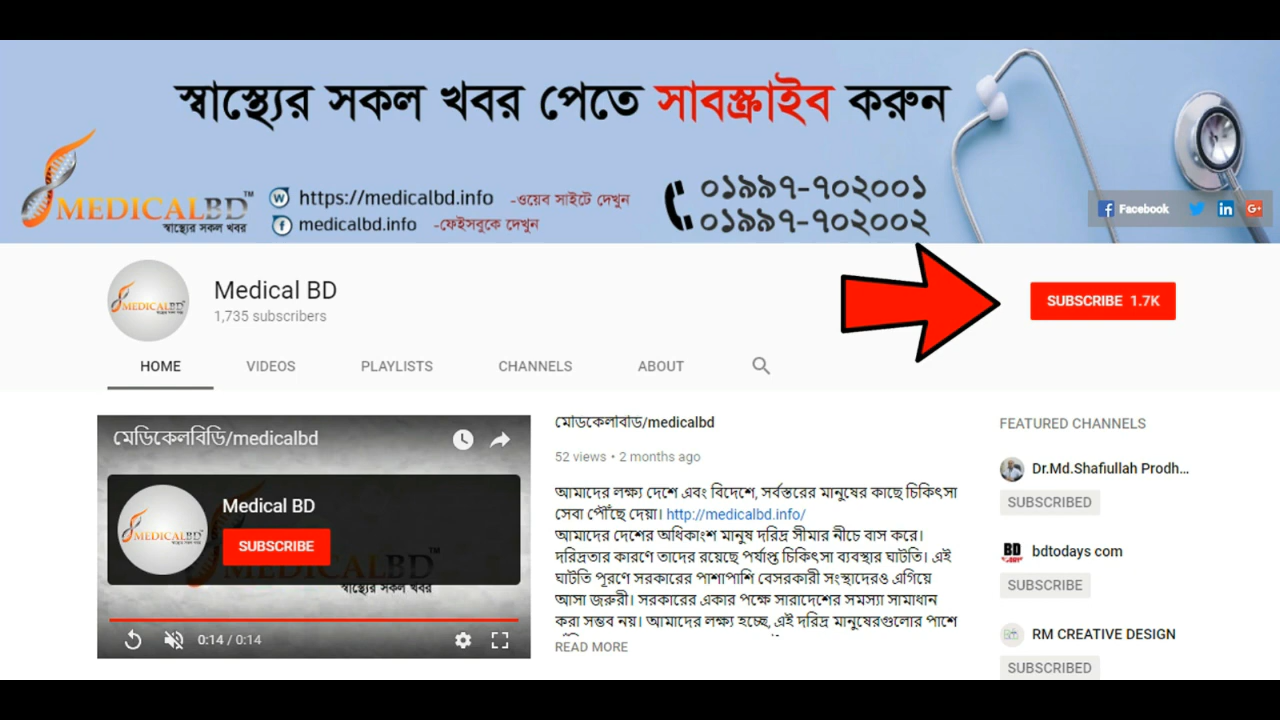 স্বাস্থ্যের সকল খবর পেতে সাবস্ক্রাইব করুন
MEDICALBD™
স্বাস্থ্যের সকল খবর
https://medicalbd.info -ওয়েব সাইটে দেখুন
medicalbd.info -ফেইসবুকে দেখুন
০১৯৯৭-৭০২০০১
০১৯৯৭-৭০২০০২
Facebook
Medical BD
1,735 subscribers
SUBSCRIBE 1.7K
HOME VIDEOS PLAYLISTS CHANNELS ABOUT
মেডিকেলবিডি/medicalbd
Medical BD
SUBSCRIBE
MEDICALBD™
স্বাস্থ্যের সকল খবর
0:14 / 0:14
মেডিকেলবিডি/medicalbd
52 views • 2 months ago
আমাদের লক্ষ্য দেশে এবং বিদেশে, সর্বস্তরের মানুষের কাছে চিকিৎসা
সেবা পৌঁছে দেয়া। http://medicalbd.info/
আমাদের দেশের অধিকাংশ মানুষ দরিদ্র সীমার নীচে বাস করে।
দরিদ্রতার কারণে তাদের রয়েছে পর্যাপ্ত চিকিৎসা ব্যবস্থার ঘাটতি। এই
ঘাটতি পূরণে সরকারের পাশাপাশি বেসরকারী সংস্থাদেরও এগিয়ে
আসা জরুরী। সরকারের একার পক্ষে সারাদেশের সমস্যা সামাধান
করা সম্ভব নয়। আমাদের লক্ষ্য হচ্ছে, এই দরিদ্র মানুষেরগুলোর পাশে
READ MORE
FEATURED CHANNELS
Dr.Md.Shafiullah Prodh...
SUBSCRIBED
bdtodays com
SUBSCRIBE
RM CREATIVE DESIGN
SUBSCRIBED